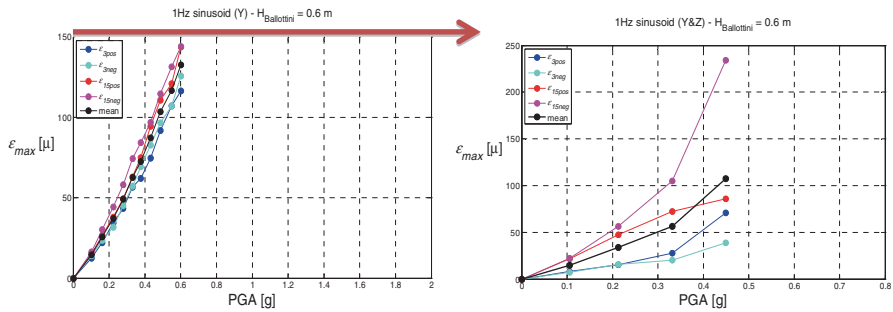 1Hz sinusoid (Y) - H_Ballottini = 0.6 m
150
100
50
0
ε_max [μ]
ε_3pos
ε_3neg
ε_15pos
ε_15neg
mean
0 0.2 0.4 0.6 0.8 1 1.2 1.4 1.6 1.8 2
PGA [g]
1Hz sinusoid (Y&Z) - H_Ballottini = 0.6 m
250
200
150
100
50
0
ε_max [μ]
ε_3pos
ε_3neg
ε_15pos
ε_15neg
mean
0 0.1 0.2 0.3 0.4 0.5 0.6 0.7 0.8
PGA [g]